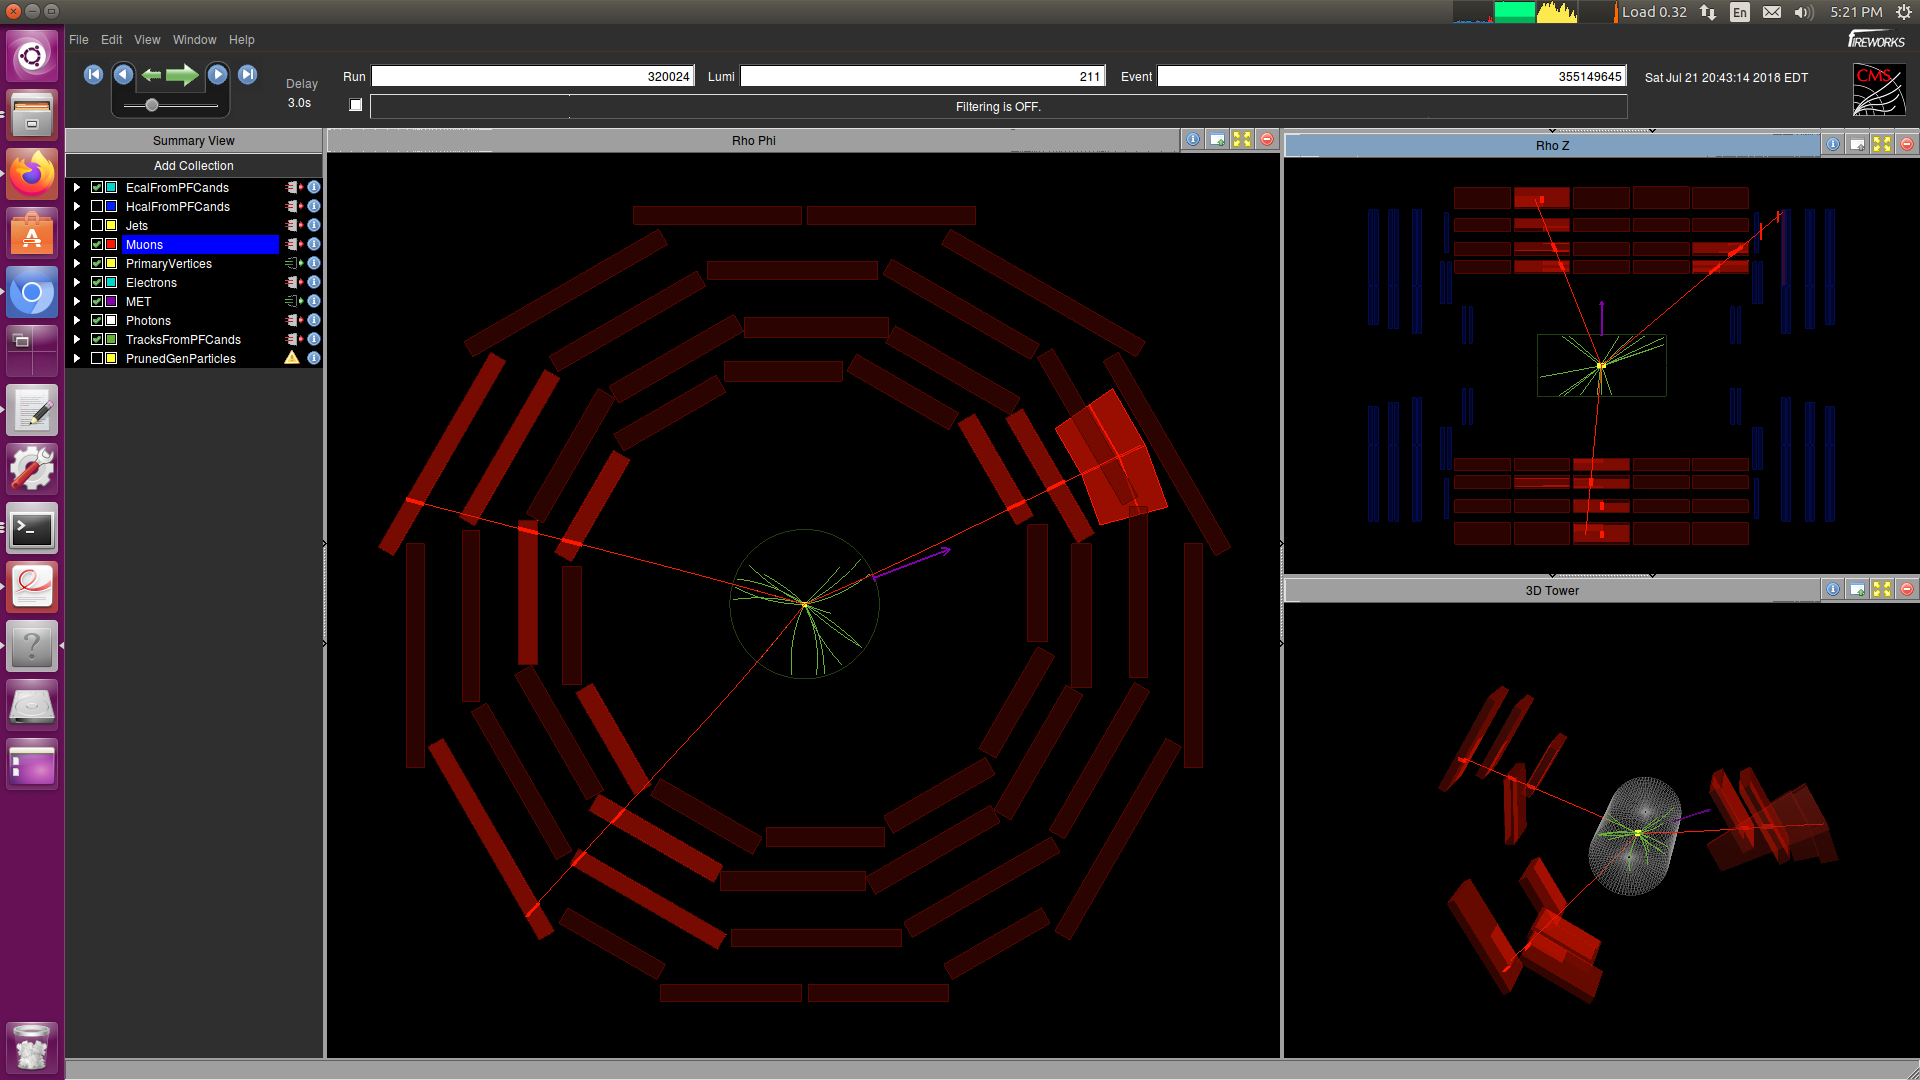 Load 0.32 En 5:21 PM
File Edit View Window Help
FIREWORKS
Delay
3.0s
Run 320024 Lumi 211 Event 355149645 Sat Jul 21 20:43:14 2018 EDT
CMS
Filtering is OFF.
Summary View
Add Collection
EcalFromPFCands
HcalFromPFCands
Jets
Muons
PrimaryVertices
Electrons
MET
Photons
TracksFromPFCands
PrunedGenParticles
Rho Phi
Rho Z
3D Tower